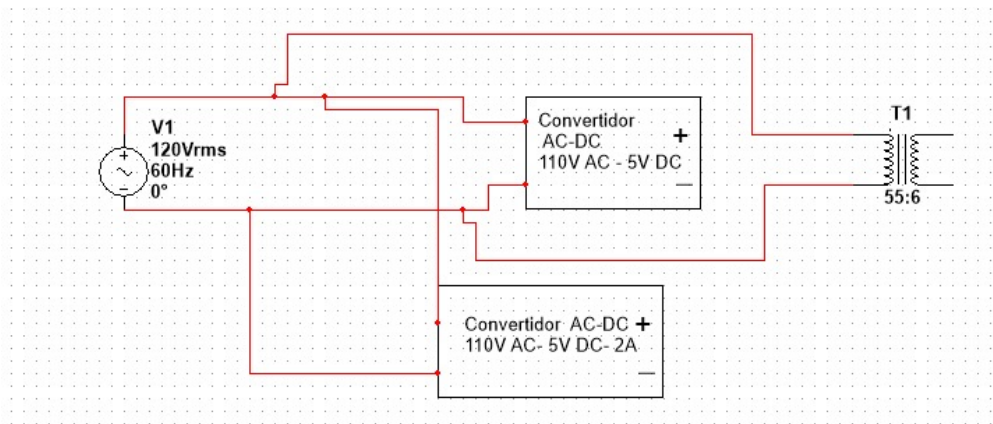 T1
V1
120Vrms
60Hz
0°
Convertidor
AC-DC
110V AC - 5V DC
+
—
55:6
Convertidor AC-DC +
110V AC- 5V DC- 2A
—